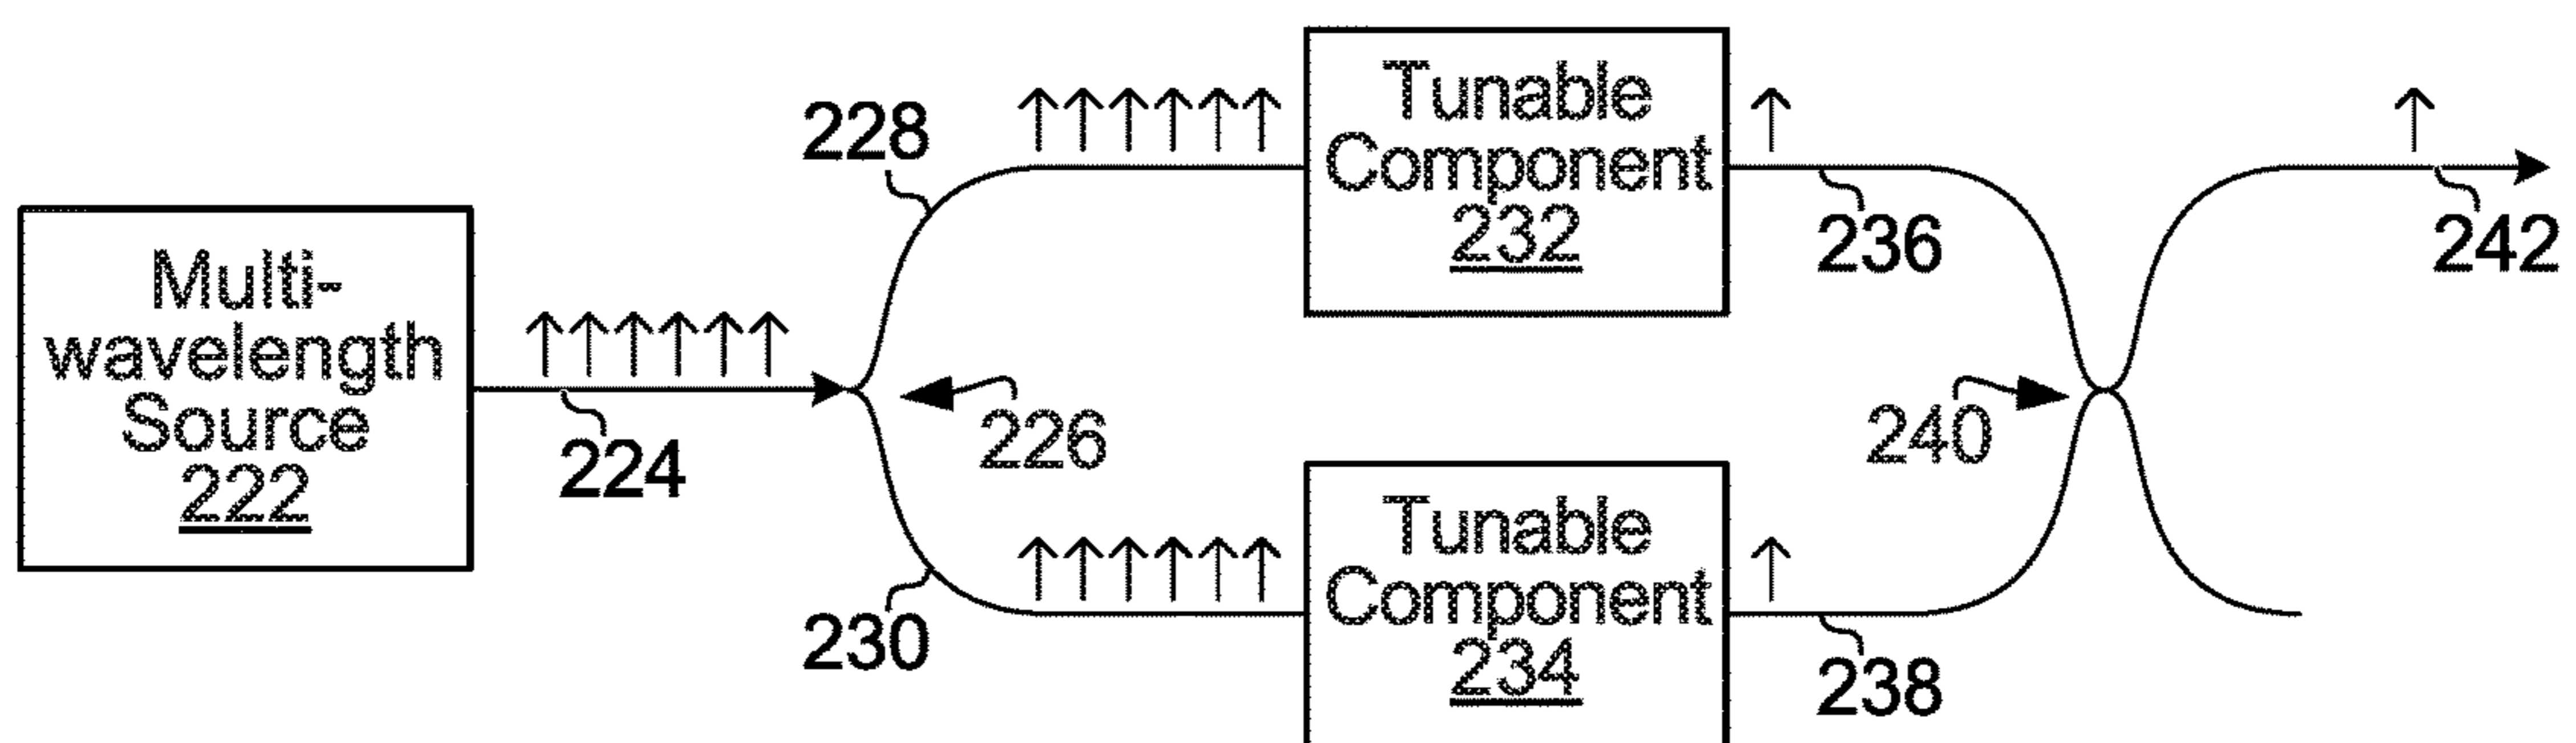 Multi-
wavelength
Source
222
224
226
228
230
Tunable
Component
232
Tunable
Component
234
236
238
240
242